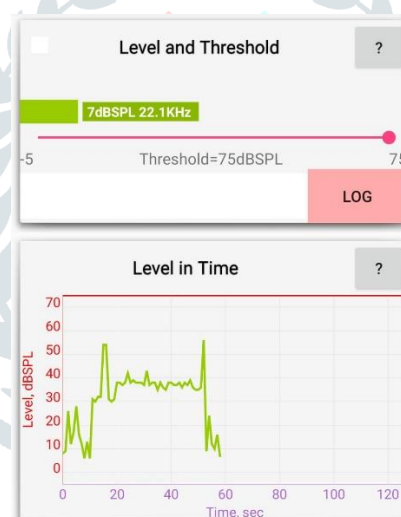 Level and Threshold
?
7dBSPL 22.1KHz
-5
Threshold=75dBSPL
75
LOG
Level in Time
?
70
60
50
40
30
20
10
0
Level, dBSPL
0
20
40
60
80
100
120
Time, sec